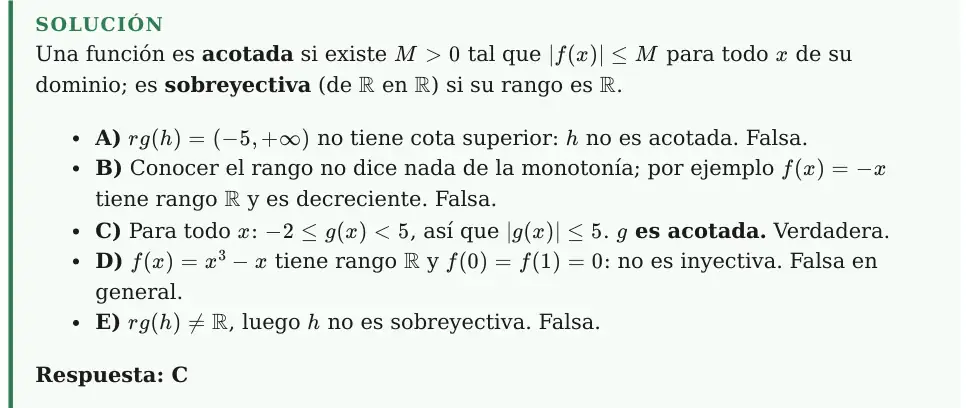 SOLUCIÓN
Una función es acotada si existe M > 0 tal que |f(x)| ≤ M para todo x de su
dominio; es sobreyectiva (de ℝ en ℝ) si su rango es ℝ.
• A) rg(h) = (−5, +∞) no tiene cota superior: h no es acotada. Falsa.
• B) Conocer el rango no dice nada de la monotonía; por ejemplo f(x) = −x
tiene rango ℝ y es decreciente. Falsa.
• C) Para todo x: −2 ≤ g(x) < 5, así que |g(x)| ≤ 5. g es acotada. Verdadera.
• D) f(x) = x³ − x tiene rango ℝ y f(0) = f(1) = 0: no es inyectiva. Falsa en
general.
• E) rg(h) ≠ ℝ, luego h no es sobreyectiva. Falsa.
Respuesta: C